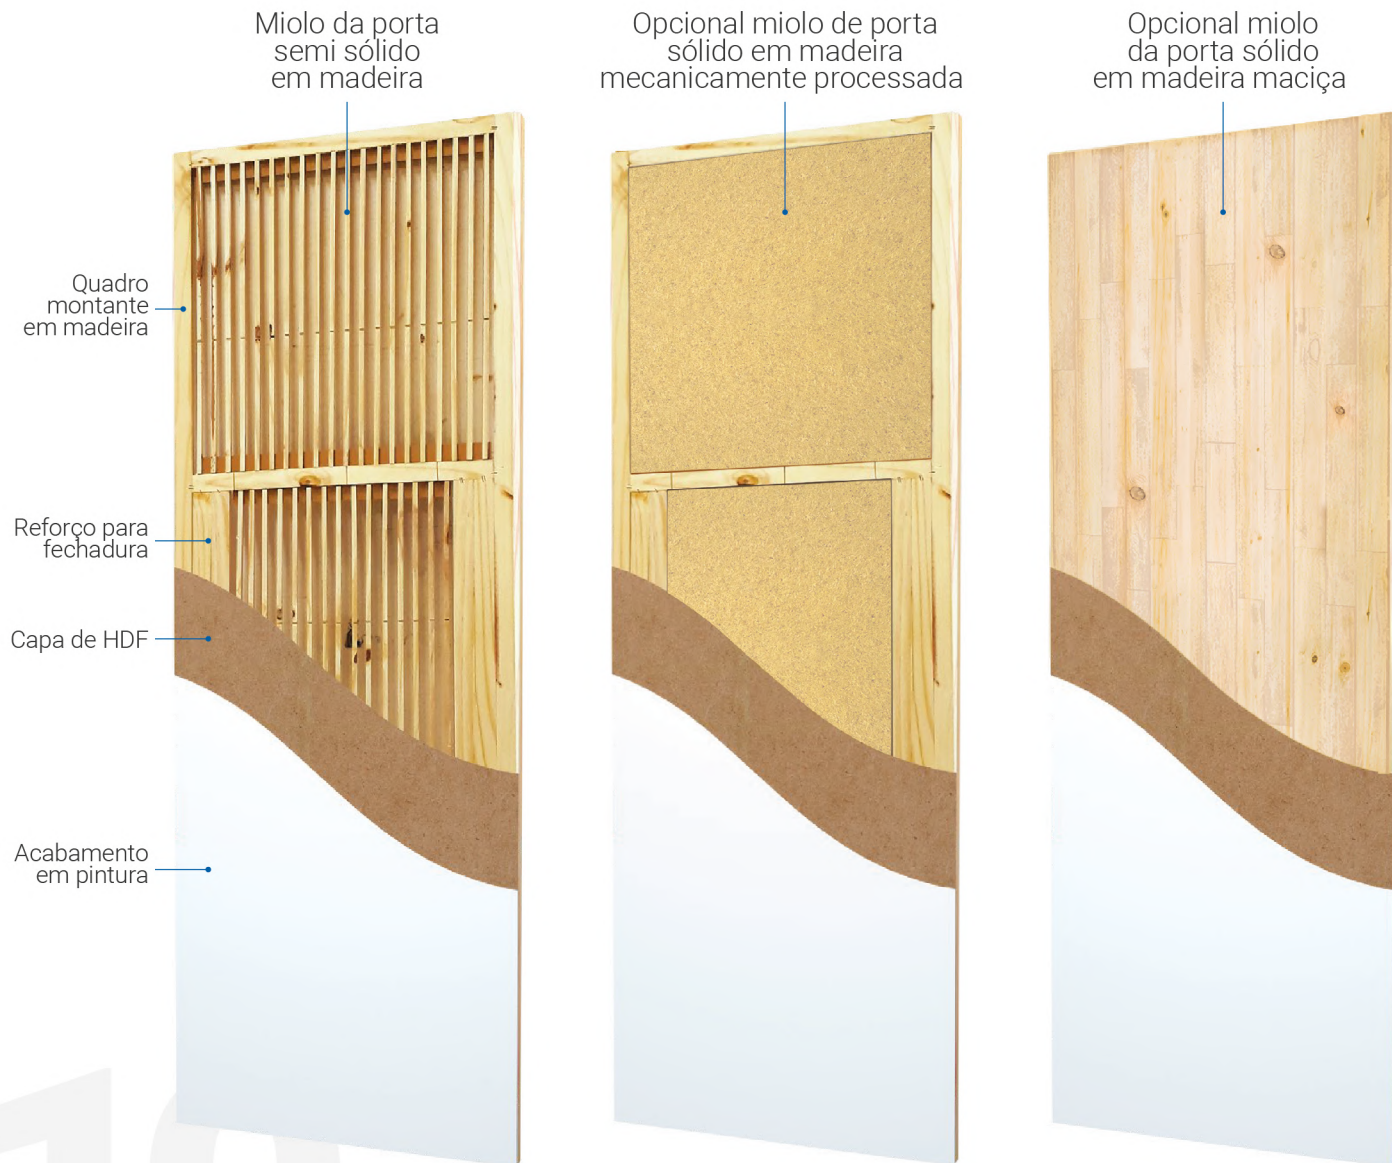 Miolo da porta
semi sólido
em madeira
Opcional miolo de porta
sólido em madeira
mecanicamente processada
Opcional miolo
da porta sólido
em madeira maciça
Quadro
montante
em madeira
Reforço para
fechadura
Capa de HDF
Acabamento
em pintura